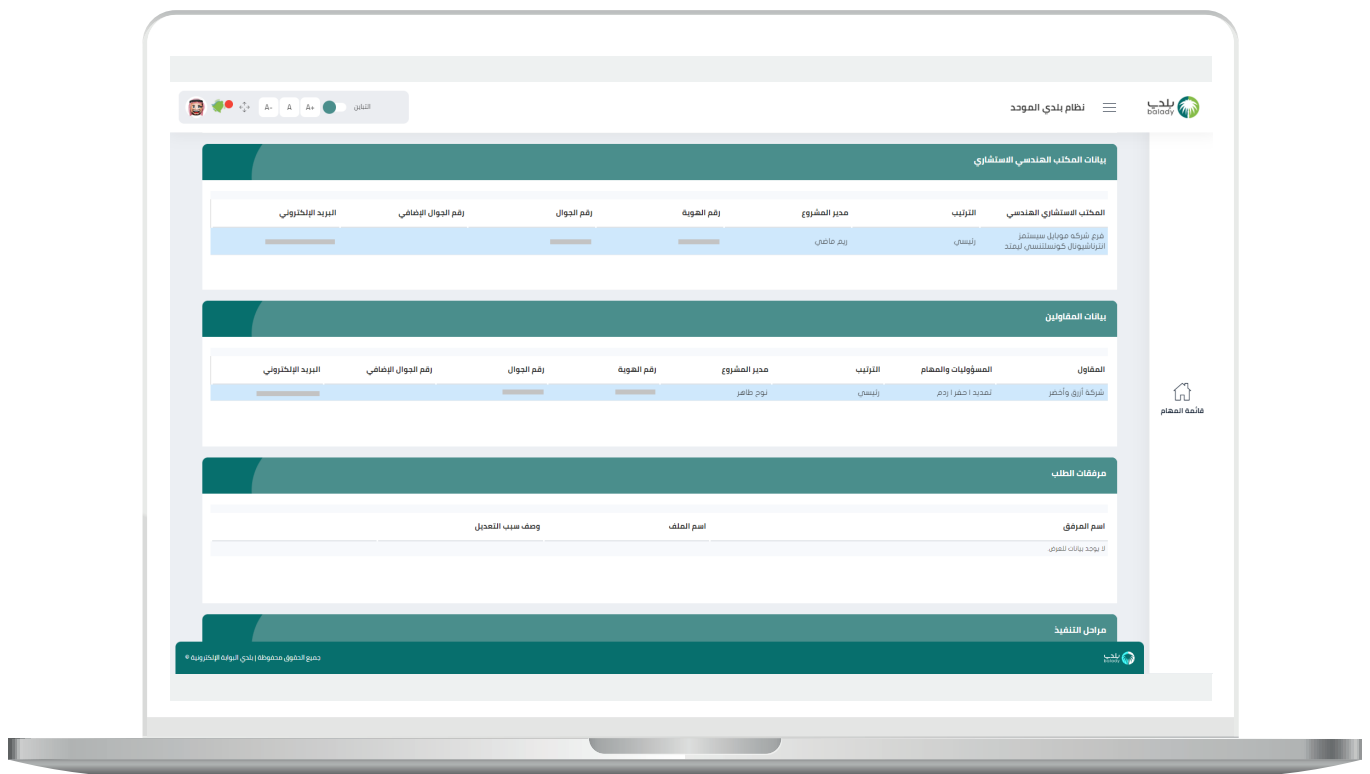 بلدي
balady
نظام بلدي الموحد
التباين
A+
A
A-
بيانات المكتب الهندسي الاستشاري
المكتب الاستشاري الهندسي
الترتيب
مدير المشروع
رقم الهوية
رقم الجوال
رقم الجوال الإضافي
البريد الإلكتروني
فرع شركه موبايل سيستمز
انترناشيونال كونسلتنسي ليمتد
رئيسي
ريم ماضي
بيانات المقاولين
المقاول
المسؤوليات والمهام
الترتيب
مدير المشروع
رقم الهوية
رقم الجوال
رقم الجوال الإضافي
البريد الإلكتروني
شركة أزرق وأخضر
تمديد | حفر | ردم
رئيسي
نوح طاهر
قائمة المهام
مرفقات الطلب
اسم المرفق
اسم الملف
وصف سبب التعديل
لا يوجد بيانات للعرض
مراحل التنفيذ
بلدي
balady
جميع الحقوق محفوظة | بلدي البوابة الإلكترونية ©